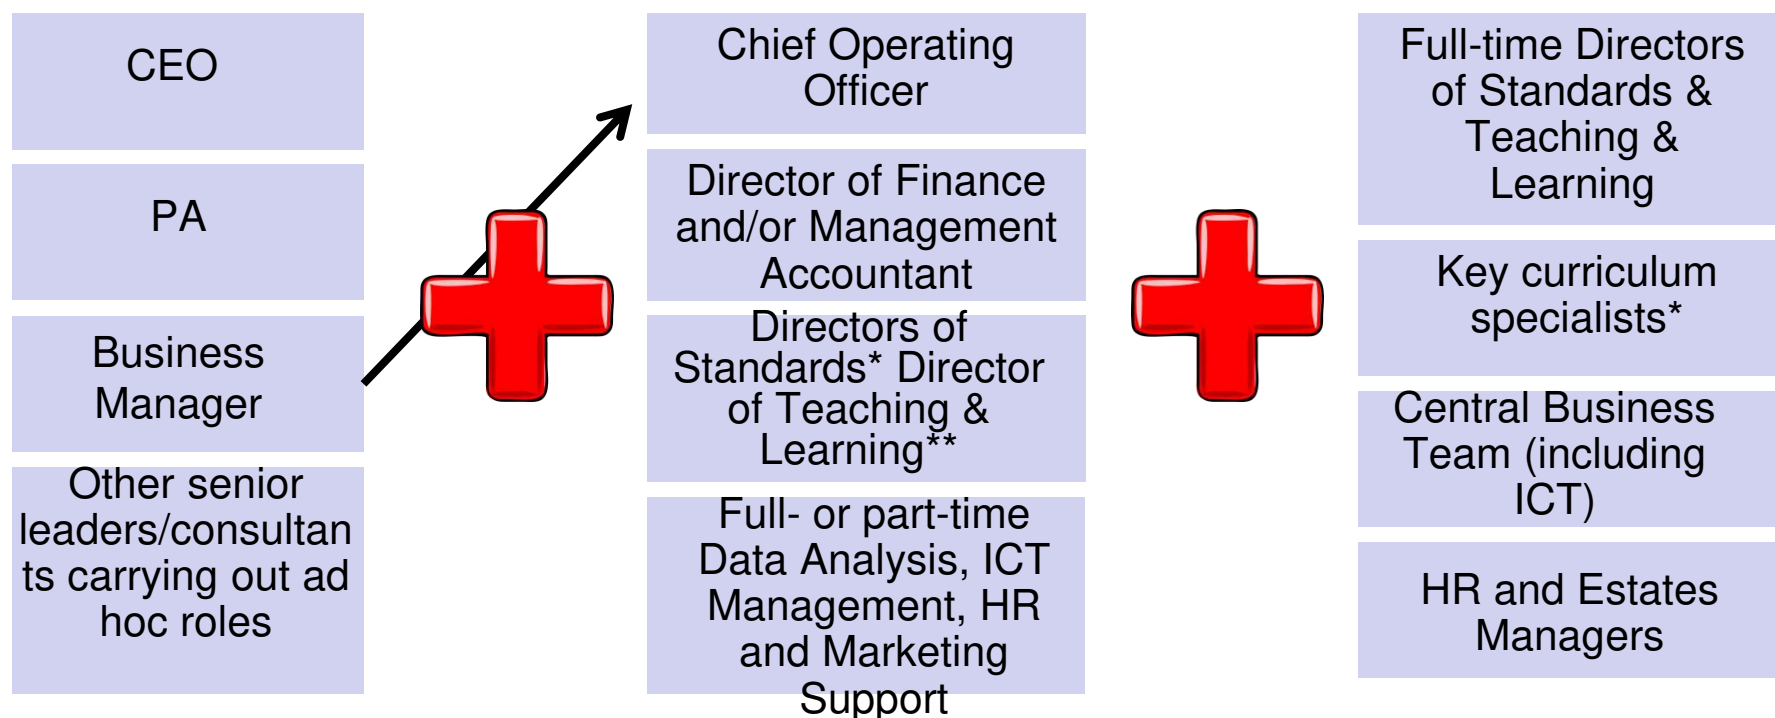 CEO
PA
Business
Manager
Other senior
leaders/consultan
ts carrying out ad
hoc roles
Chief Operating
Officer
Director of Finance
and/or Management
Accountant
Directors of
Standards* Director
of Teaching &
Learning**
Full- or part-time
Data Analysis, ICT
Management, HR
and Marketing
Support
Full-time Directors
of Standards &
Teaching &
Learning
Key curriculum
specialists*
Central Business
Team (including
ICT)
HR and Estates
Managers